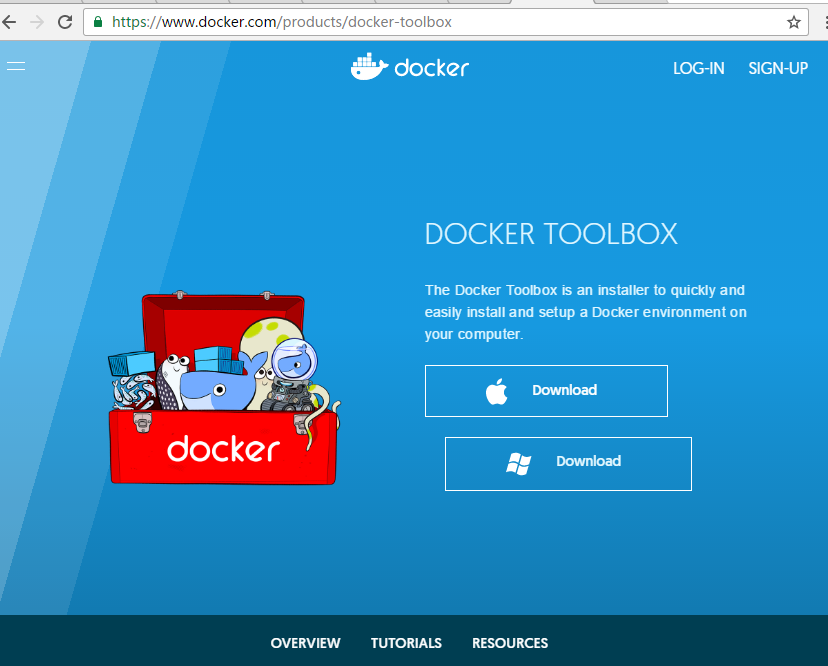 https://www.docker.com/products/docker-toolbox
docker
LOG-IN SIGN-UP
DOCKER TOOLBOX
The Docker Toolbox is an installer to quickly and
easily install and setup a Docker environment on
your computer.
Download
Download
docker
OVERVIEW TUTORIALS RESOURCES